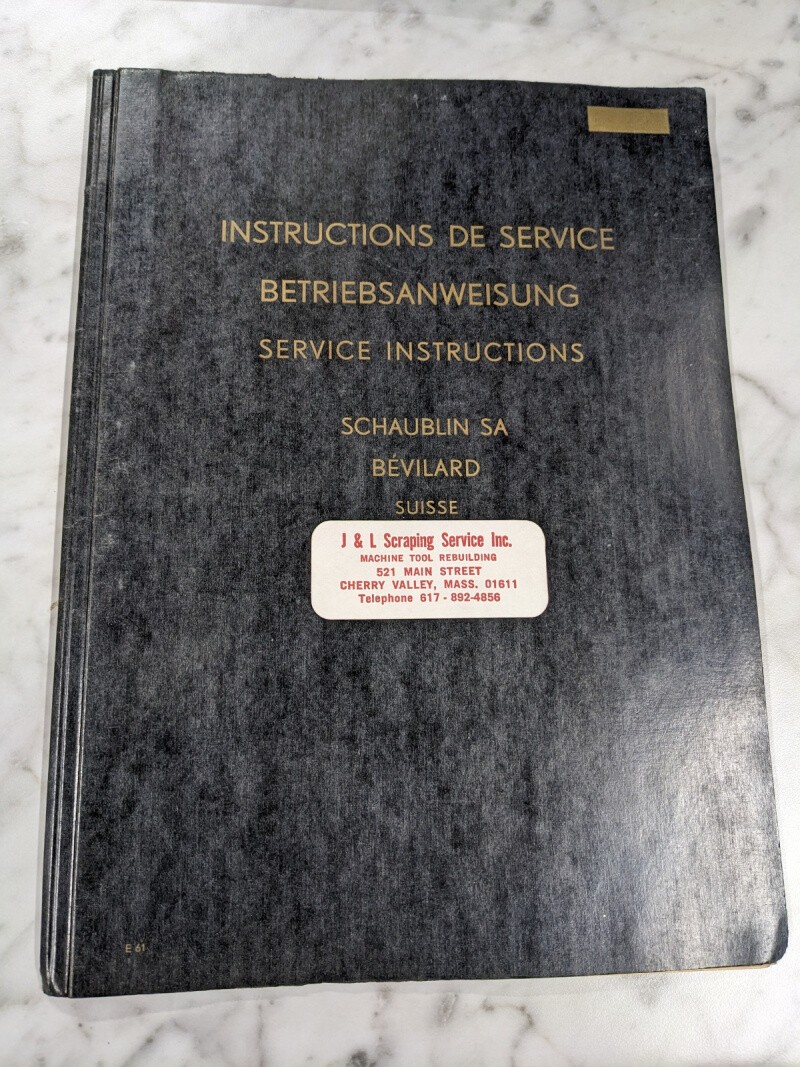 INSTRUCTIONS DE SERVICE
BETRIEBSANWEISUNG
SERVICE INSTRUCTIONS
SCHAUBLIN SA
BÉVILARD
SUISSE
J & L Scraping Service Inc.
MACHINE TOOL REBUILDING
521 MAIN STREET
CHERRY VALLEY, MASS. 01611
Telephone 617 - 892-4856
E 61